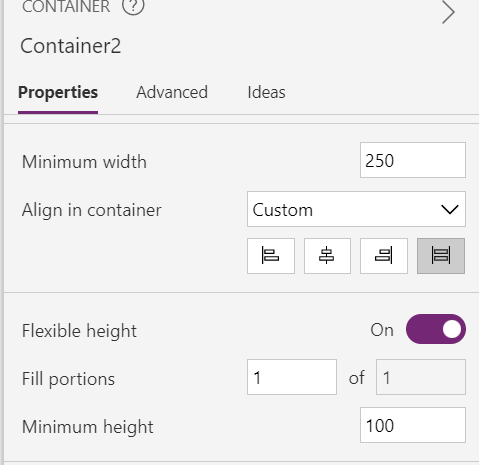 CONTAINER ?
Container2
Properties Advanced Ideas
Minimum width 250
Align in container Custom
Flexible height On
Fill portions 1 of 1
Minimum height 100